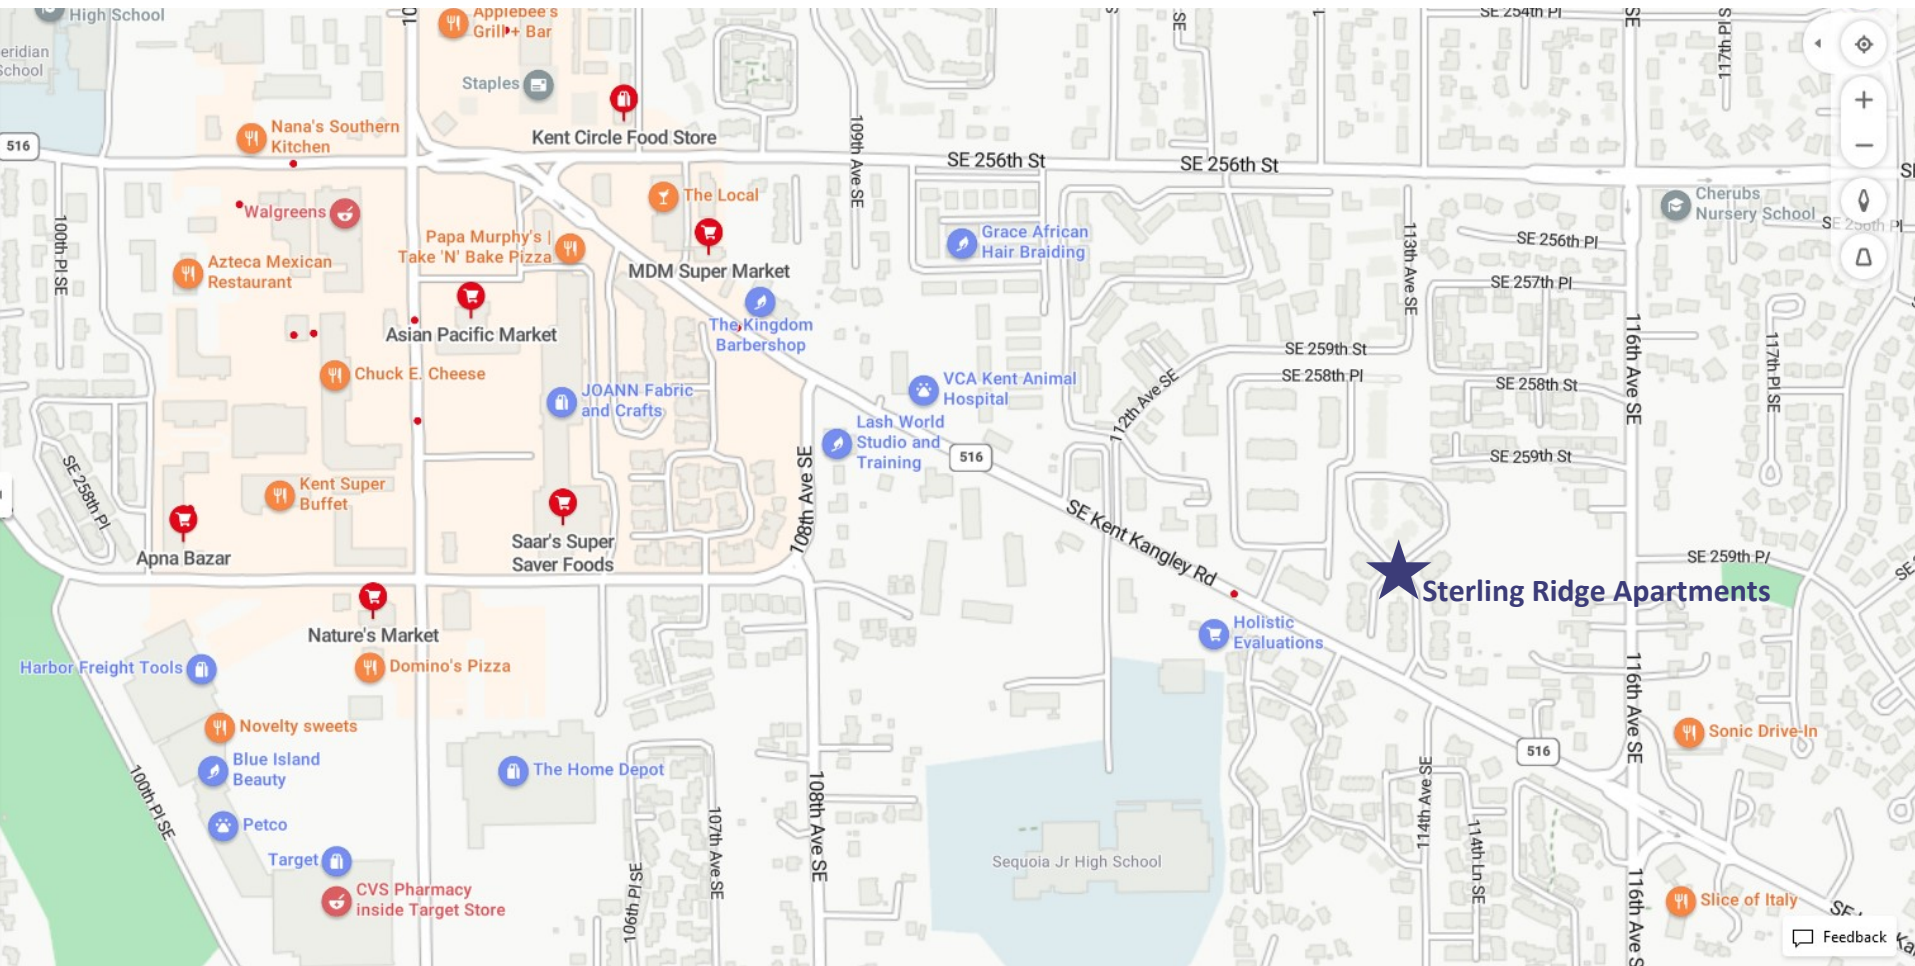 High School
eridian
School
10
Applebee's
Grill + Bar
Staples
Kent Circle Food Store
Nana's Southern
Kitchen
516
Walgreens
100th Pl SE
Azteca Mexican
Restaurant
Papa Murphy's |
Take 'N' Bake Pizza
The Local
MDM Super Market
109th Ave SE
SE 256th St
SE 256th St
SE
SE 254th Pl
SE
S
1
117th Pl S
Cherubs
Nursery School
SE 256th Pl
Grace African
Hair Braiding
113th Ave SE
SE 256th Pl
SE 257th Pl
Asian Pacific Market
The Kingdom
Barbershop
Chuck E. Cheese
JOANN Fabric
and Crafts
VCA Kent Animal
Hospital
Lash World
Studio and
Training
516
SE 259th St
SE 258th Pl
112th Ave SE
SE 258th St
116th Ave SE
117th Pl SE
SE 259th St
SE 258th Pl
Kent Super
Buffet
108th Ave SE
Apna Bazar
Saar's Super
Saver Foods
SE Kent Kangley Rd
SE 259th P/
SE
Sterling Ridge Apartments
Nature's Market
Holistic
Evaluations
Harbor Freight Tools
Domino's Pizza
116th Ave SE
Novelty sweets
Blue Island
Beauty
The Home Depot
516
Sonic Drive-In
100th Pl SE
108th Ave SE
107th Ave SE
106th Pl SE
114th Ave SE
114th Ln SE
Petco
Target
CVS Pharmacy
inside Target Store
Sequoia Jr High School
116th Ave S
Slice of Italy
SE
Feedback
Ka